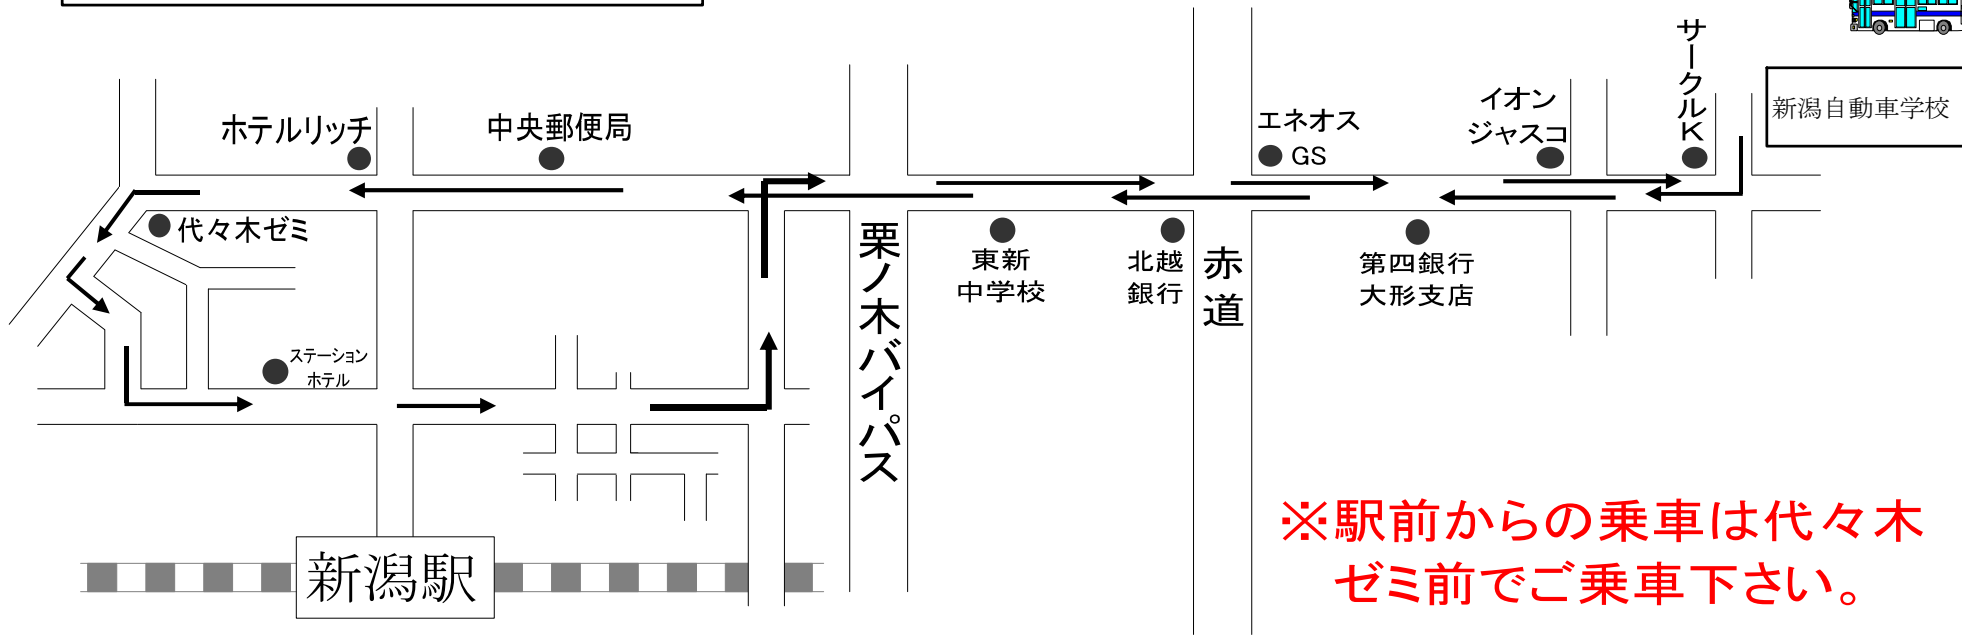 サークルK
新潟自動車学校
イオン
ジャスコ
エネオス
GS
ホテルリッチ
中央郵便局
代々木ゼミ
栗ノ木バイパス
東新
中学校
北越
銀行
赤道
第四銀行
大形支店
ステーション
ホテル
新潟駅
※駅前からの乗車は代々木
ゼミ前でご乗車下さい。